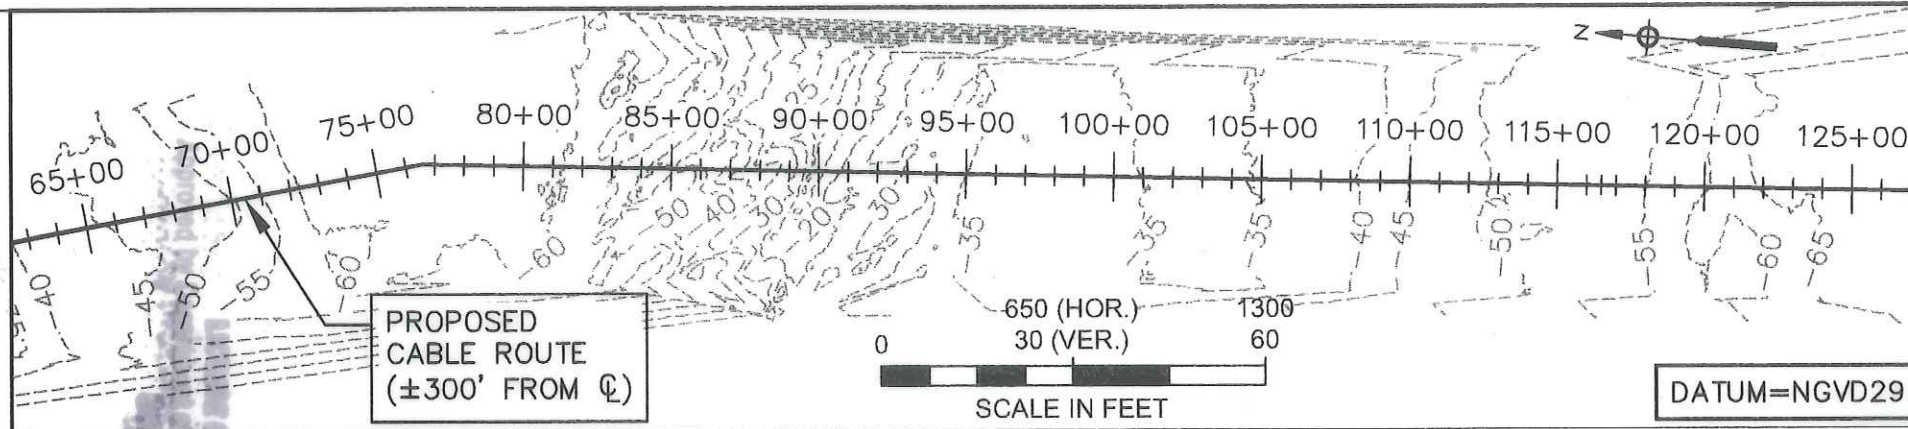 Z
65+00 70+00 75+00 80+00 85+00 90+00 95+00 100+00 105+00 110+00 115+00 120+00 125+00
-25
-40 -45 -50 -55 -60 -60 -50 -40 -30 -20 -30 -35 -35 -35 -40 -45 -50 -55 -60 -65
PROPOSED
CABLE ROUTE
(±300' FROM ℄)
650 (HOR.) 1300
0 30 (VER.) 60
SCALE IN FEET
DATUM=NGVD29